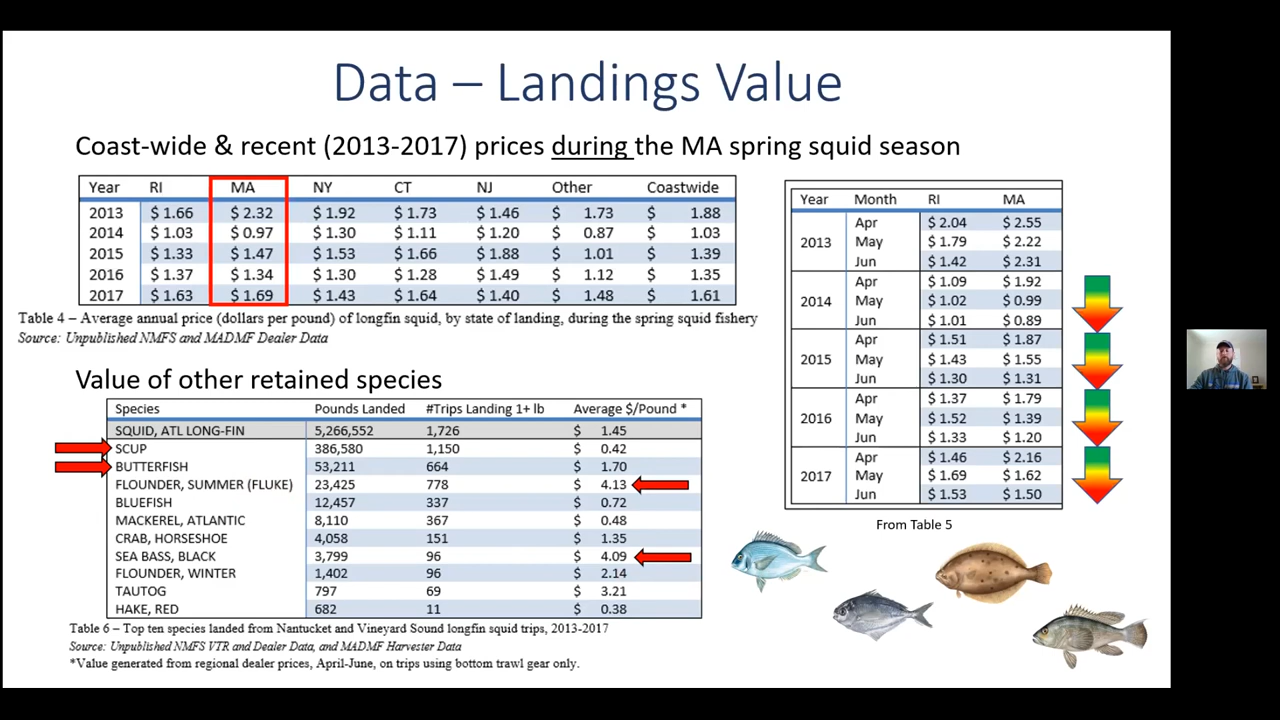 Data – Landings Value
Coast-wide & recent (2013-2017) prices during the MA spring squid season
Year RI MA NY CT NJ Other Coastwide
2013 $ 1.66 $ 2.32 $ 1.92 $ 1.73 $ 1.46 $ 1.73 $ 1.88
2014 $ 1.03 $ 0.97 $ 1.30 $ 1.11 $ 1.20 $ 0.87 $ 1.03
2015 $ 1.33 $ 1.47 $ 1.53 $ 1.66 $ 1.88 $ 1.01 $ 1.39
2016 $ 1.37 $ 1.34 $ 1.30 $ 1.28 $ 1.49 $ 1.12 $ 1.35
2017 $ 1.63 $ 1.69 $ 1.43 $ 1.64 $ 1.40 $ 1.48 $ 1.61
Table 4 – Average annual price (dollars per pound) of longfin squid, by state of landing, during the spring squid fishery
Source: Unpublished NMFS and MADMF Dealer Data
Value of other retained species
Species Pounds Landed #Trips Landing 1+ lb Average $/Pound *
SQUID, ATL LONG-FIN 5,266,552 1,726 $ 1.45
SCUP 386,580 1,150 $ 0.42
BUTTERFISH 53,211 664 $ 1.70
FLOUNDER, SUMMER (FLUKE) 23,425 778 $ 4.13
BLUEFISH 12,457 337 $ 0.72
MACKEREL, ATLANTIC 8,110 367 $ 0.48
CRAB, HORSESHOE 4,058 151 $ 1.35
SEA BASS, BLACK 3,799 96 $ 4.09
FLOUNDER, WINTER 1,402 96 $ 2.14
TAUTOG 797 69 $ 3.21
HAKE, RED 682 11 $ 0.38
Table 6 – Top ten species landed from Nantucket and Vineyard Sound longfin squid trips, 2013-2017
Source: Unpublished NMFS VTR and Dealer Data, and MADMF Harvester Data
*Value generated from regional dealer prices, April-June, on trips using bottom trawl gear only.
Year Month RI MA
Apr $ 2.04 $ 2.55
2013 May $ 1.79 $ 2.22
Jun $ 1.42 $ 2.31
Apr $ 1.09 $ 1.92
2014 May $ 1.02 $ 0.99
Jun $ 1.01 $ 0.89
Apr $ 1.51 $ 1.87
2015 May $ 1.43 $ 1.55
Jun $ 1.30 $ 1.31
Apr $ 1.37 $ 1.79
2016 May $ 1.52 $ 1.39
Jun $ 1.33 $ 1.20
Apr $ 1.46 $ 2.16
2017 May $ 1.69 $ 1.62
Jun $ 1.53 $ 1.50
From Table 5